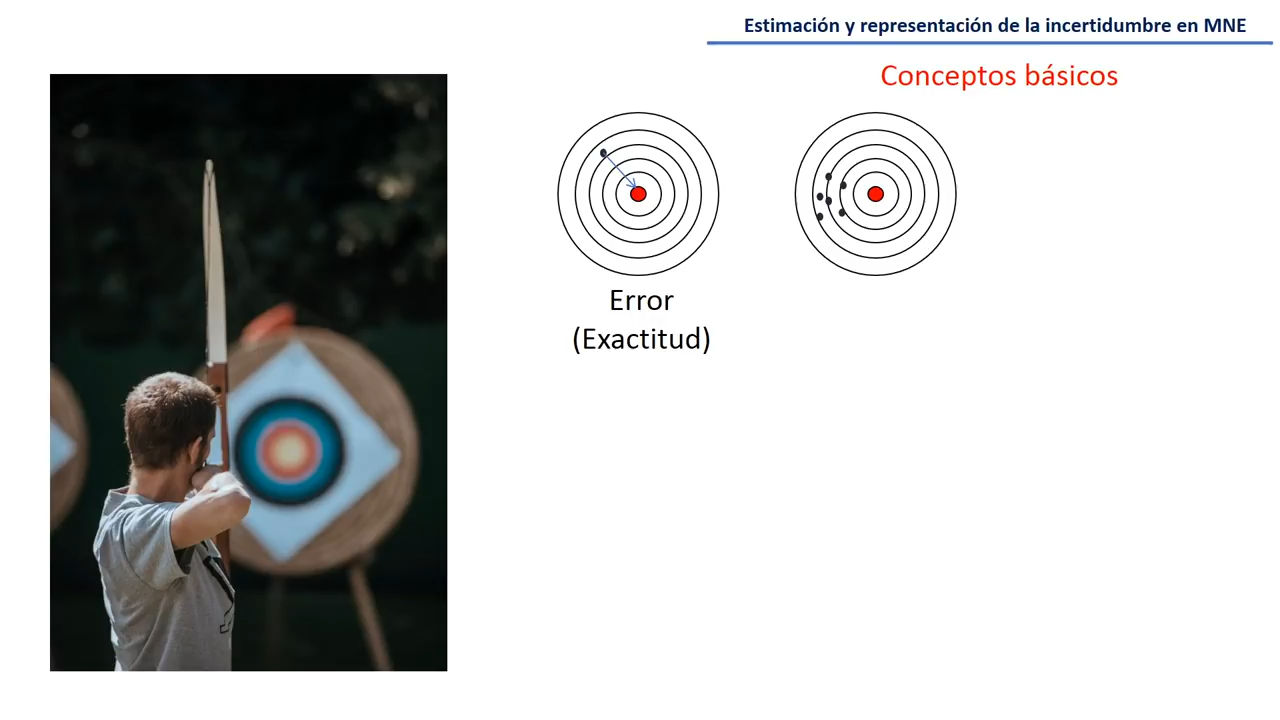 Estimación y representación de la incertidumbre en MNE
Conceptos básicos
Error
(Exactitud)